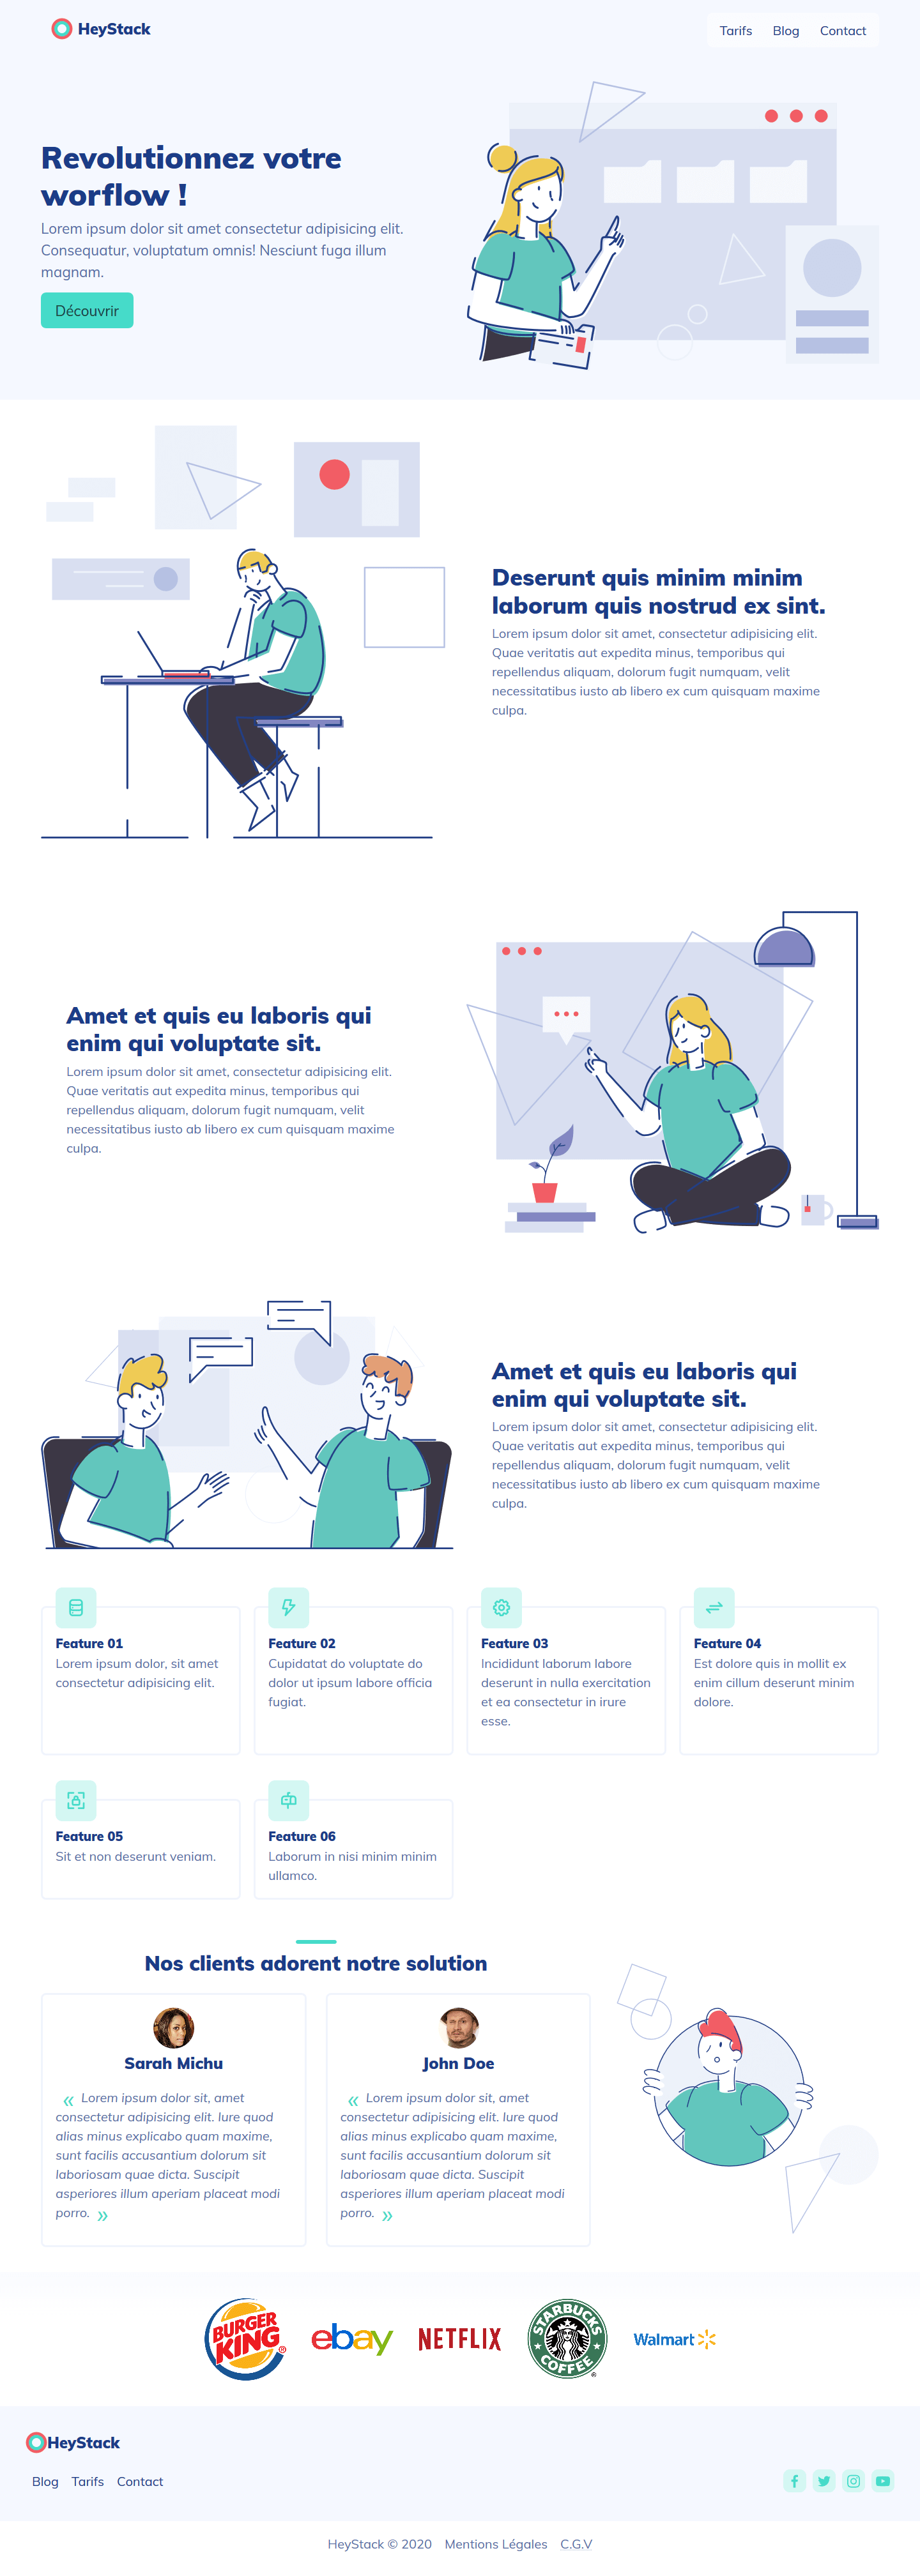 HeyStack
Tarifs Blog Contact
Revolutionnez votre
worflow !
Lorem ipsum dolor sit amet consectetur adipisicing elit.
Consequatur, voluptatum omnis! Nesciunt fuga illum
magnam.
Découvrir
Deserunt quis minim minim
laborum quis nostrud ex sint.
Lorem ipsum dolor sit amet, consectetur adipisicing elit.
Quae veritatis aut expedita minus, temporibus qui
repellendus aliquam, dolorum fugit numquam, velit
necessitatibus iusto ab libero ex cum quisquam maxime
culpa.
Amet et quis eu laboris qui
enim qui voluptate sit.
Lorem ipsum dolor sit amet, consectetur adipisicing elit.
Quae veritatis aut expedita minus, temporibus qui
repellendus aliquam, dolorum fugit numquam, velit
necessitatibus iusto ab libero ex cum quisquam maxime
culpa.
Amet et quis eu laboris qui
enim qui voluptate sit.
Lorem ipsum dolor sit amet, consectetur adipisicing elit.
Quae veritatis aut expedita minus, temporibus qui
repellendus aliquam, dolorum fugit numquam, velit
necessitatibus iusto ab libero ex cum quisquam maxime
culpa.
Feature 01
Lorem ipsum dolor, sit amet
consectetur adipisicing elit.
Feature 02
Cupidatat do voluptate do
dolor ut ipsum labore officia
fugiat.
Feature 03
Incididunt laborum labore
deserunt in nulla exercitation
et ea consectetur in irure
esse.
Feature 04
Est dolore quis in mollit ex
enim cillum deserunt minim
dolore.
Feature 05
Sit et non deserunt veniam.
Feature 06
Laborum in nisi minim minim
ullamco.
Nos clients adorent notre solution
Sarah Michu
« Lorem ipsum dolor sit, amet
consectetur adipisicing elit. Iure quod
alias minus explicabo quam maxime,
sunt facilis accusantium dolorum sit
laboriosam quae dicta. Suscipit
asperiores illum aperiam placeat modi
porro. »
John Doe
« Lorem ipsum dolor sit, amet
consectetur adipisicing elit. Iure quod
alias minus explicabo quam maxime,
sunt facilis accusantium dolorum sit
laboriosam quae dicta. Suscipit
asperiores illum aperiam placeat modi
porro. »
BURGER
KING®
ebay
NETFLIX
STARBUCKS
COFFEE
®
Walmart
HeyStack
Blog Tarifs Contact
HeyStack © 2020 Mentions Légales C.G.V